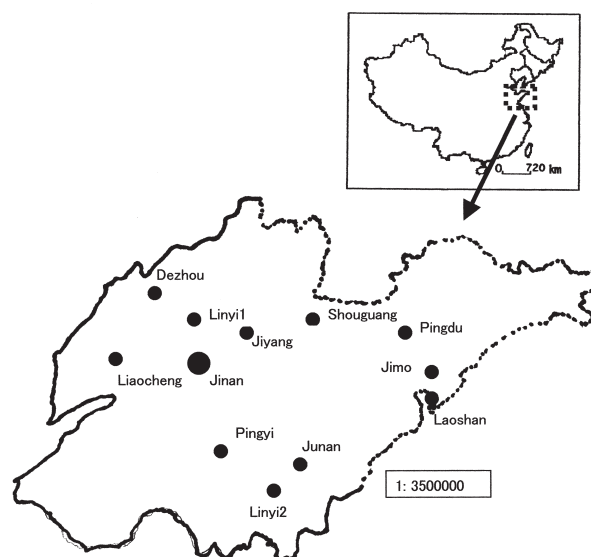 0 720 km
Dezhou
Linyi1
Shouguang
Jiyang
Pingdu
Liaocheng
Jinan
Jimo
Laoshan
Pingyi
Junan
1: 3500000
Linyi2